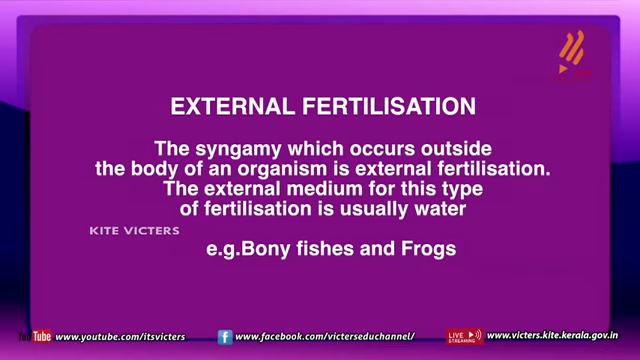 EXTERNAL FERTILISATION
The syngamy which occurs outside
the body of an organism is external fertilisation.
The external medium for this type
of fertilisation is usually water
KITE VICTERS
e.g.Bony fishes and Frogs
YouTube www.youtube.com/itsvicters
f www.facebook.com/victerseduchannel/
LIVE STREAMING www.victers.kite.kerala.gov.in